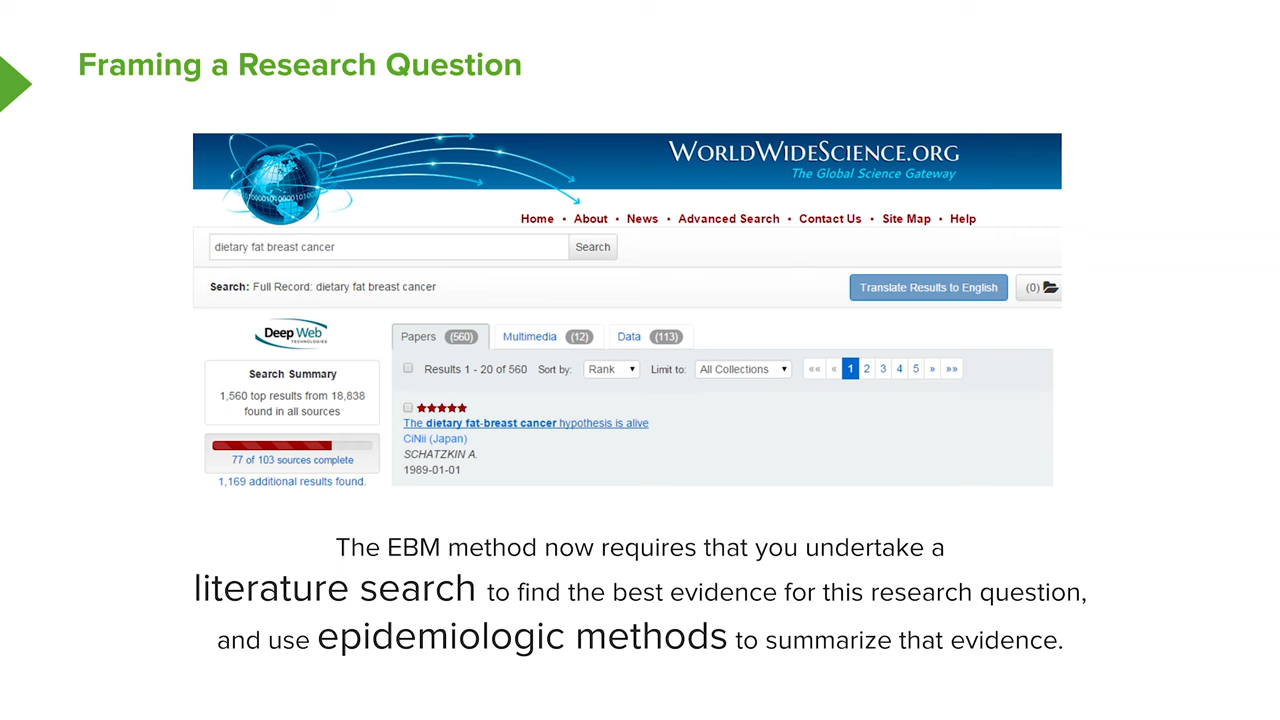 Framing a Research Question
WORLDWIDESCIENCE.ORG
The Global Science Gateway
010000101010000101000
Home • About • News • Advanced Search • Contact Us • Site Map • Help
dietary fat breast cancer Search
Search: Full Record: dietary fat breast cancer Translate Results to English (0)
Deep Web
TECHNOLOGIES
Papers (560) Multimedia (12) Data (113)
Results 1 - 20 of 560 Sort by: Rank Limit to: All Collections «« « 1 2 3 4 5 » »»
Search Summary
1,560 top results from 18,838
found in all sources
77 of 103 sources complete
1,169 additional results found.
The dietary fat-breast cancer hypothesis is alive
CiNii (Japan)
SCHATZKIN A.
1989-01-01
The EBM method now requires that you undertake a
literature search to find the best evidence for this research question,
and use epidemiologic methods to summarize that evidence.